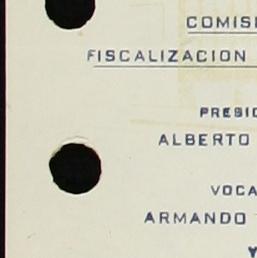 COMISI
FISCALIZACION
PRESID
ALBERTO
VOCA
ARMANDO
Y